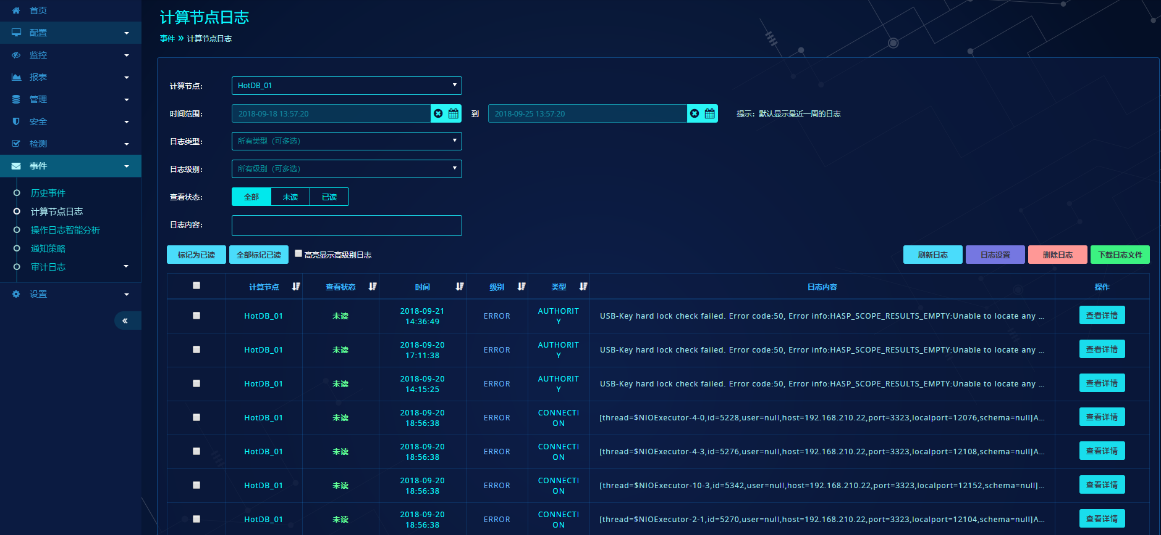 首页
配置
监控
报表
管理
安全
检测
事件
历史事件
计算节点日志
操作日志智能分析
通知策略
审计日志
设置
«
计算节点日志
事件 » 计算节点日志
计算节点: HotDB_01
时间范围: 2018-09-18 13:57:20 到 2018-09-25 13:57:20 提示: 默认显示最近一周的日志
日志类型: 所有类型 (可多选)
日志级别: 所有级别 (可多选)
查看状态: 全部 未读 已读
日志内容:
标记为已读 全部标记已读 高亮显示高级别日志 刷新日志 日志设置 删除日志 下载日志文件
计算节点 查看状态 时间 级别 类型 日志内容 操作
HotDB_01 未读 2018-09-21 14:36:49 ERROR AUTHORITY USB-Key hard lock check failed. Error code:50, Error info:HASP_SCOPE_RESULTS_EMPTY:Unable to locate any ... 查看详情
HotDB_01 未读 2018-09-20 17:11:38 ERROR AUTHORITY USB-Key hard lock check failed. Error code:50, Error info:HASP_SCOPE_RESULTS_EMPTY:Unable to locate any ... 查看详情
HotDB_01 未读 2018-09-20 14:15:25 ERROR AUTHORITY USB-Key hard lock check failed. Error code:50, Error info:HASP_SCOPE_RESULTS_EMPTY:Unable to locate any ... 查看详情
HotDB_01 未读 2018-09-20 18:56:38 ERROR CONNECTION [thread=$NIOExecutor-4-0,id=5228,user=null,host=192.168.210.22,port=3323,localport=12076,schema=null]A... 查看详情
HotDB_01 未读 2018-09-20 18:56:38 ERROR CONNECTION [thread=$NIOExecutor-4-3,id=5276,user=null,host=192.168.210.22,port=3323,localport=12108,schema=null]A... 查看详情
HotDB_01 未读 2018-09-20 18:56:38 ERROR CONNECTION [thread=$NIOExecutor-10-3,id=5342,user=null,host=192.168.210.22,port=3323,localport=12152,schema=null]... 查看详情
HotDB_01 未读 2018-09-20 18:56:38 ERROR CONNECTION [thread=$NIOExecutor-2-1,id=5270,user=null,host=192.168.210.22,port=3323,localport=12104,schema=null]A... 查看详情